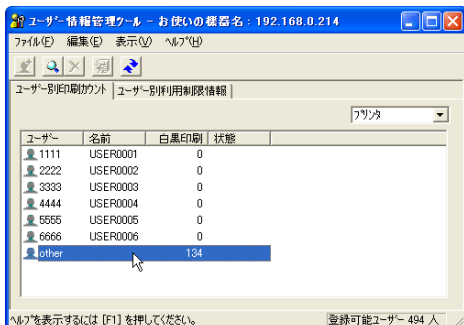 ユーザー情報管理ツール - お使いの機器名：192.168.0.214
ファイル(F) 編集(E) 表示(V) ヘルプ(H)
ユーザー別印刷カウント ユーザー別利用制限情報
プリンタ
ユーザー 名前 白黒印刷 状態
1111 USER0001 0
2222 USER0002 0
3333 USER0003 0
4444 USER0004 0
5555 USER0005 0
6666 USER0006 0
other 134
ヘルプを表示するには [F1] を押してください。 登録可能ユーザー 494 人